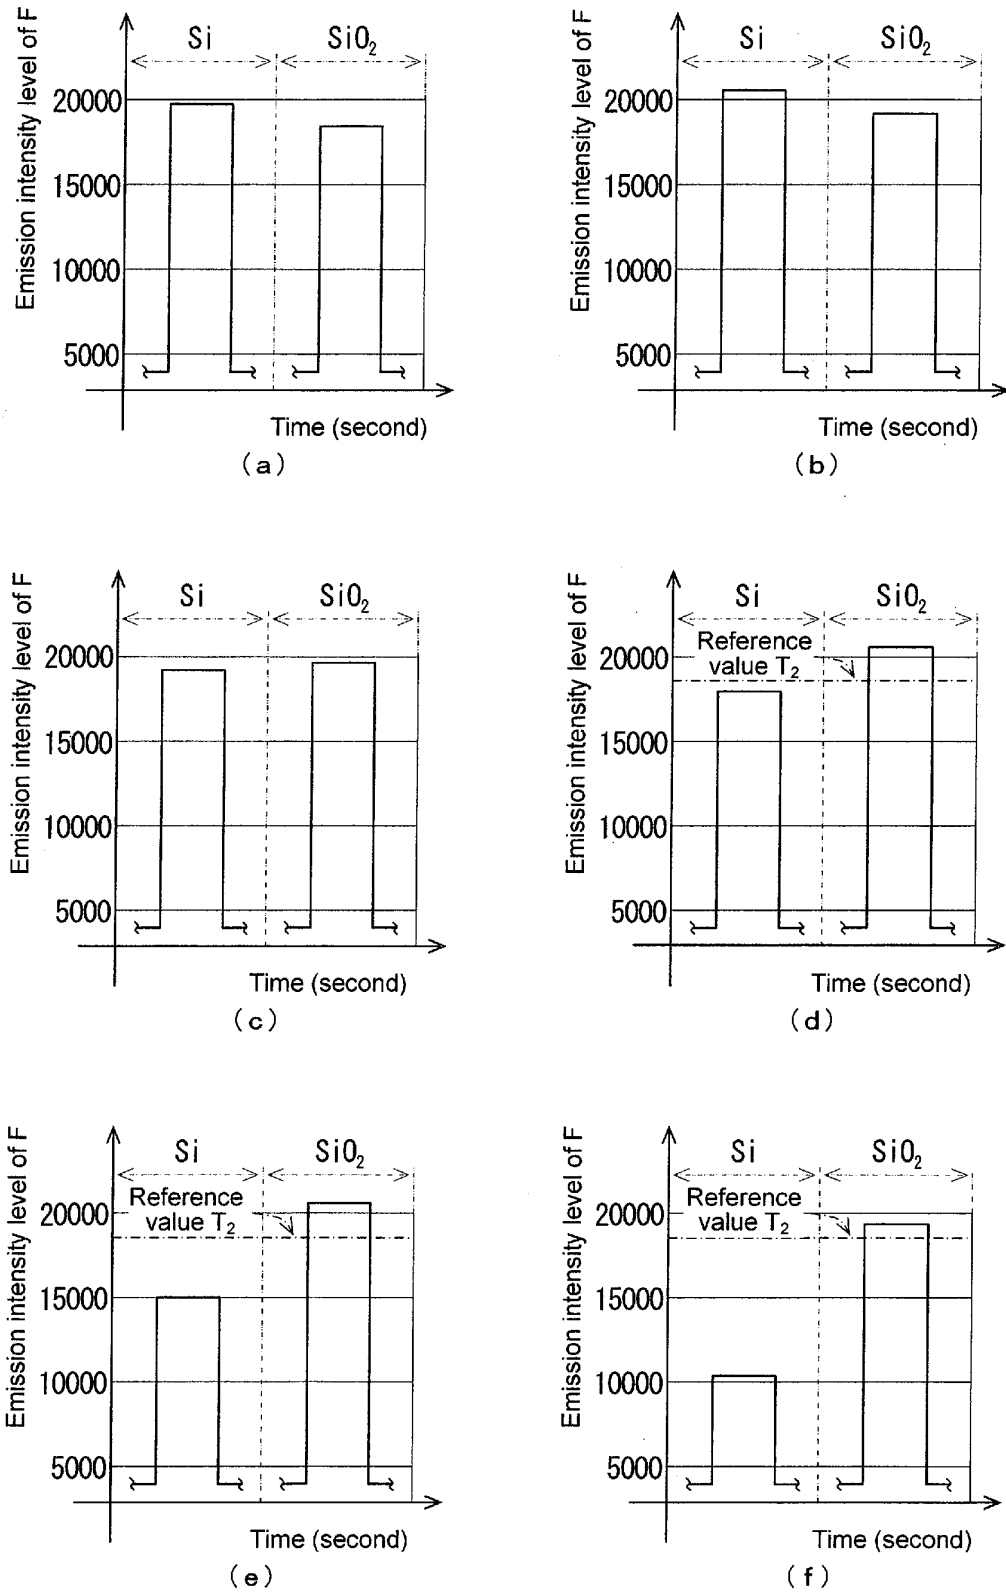 Emission intensity level of F
Si
SiO2
20000
15000
10000
5000
Time (second)
(a)
Emission intensity level of F
Si
SiO2
20000
15000
10000
5000
Time (second)
(b)
Emission intensity level of F
Si
SiO2
20000
15000
10000
5000
Time (second)
(c)
Emission intensity level of F
Si
SiO2
Reference
value T2
20000
15000
10000
5000
Time (second)
(d)
Emission intensity level of F
Si
SiO2
Reference
value T2
20000
15000
10000
5000
Time (second)
(e)
Emission intensity level of F
Si
SiO2
Reference
value T2
20000
15000
10000
5000
Time (second)
(f)